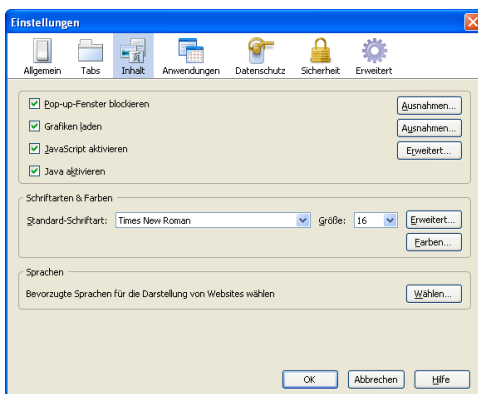 Einstellungen
Allgemein Tabs Inhalt Anwendungen Datenschutz Sicherheit Erweitert
Pop-up-Fenster blockieren Ausnahmen...
Grafiken laden Ausnahmen...
JavaScript aktivieren Erweitert...
Java aktivieren
Schriftarten & Farben
Standard-Schriftart: Times New Roman Größe: 16 Erweitert...
Farben...
Sprachen
Bevorzugte Sprachen für die Darstellung von Websites wählen Wählen...
OK Abbrechen Hilfe